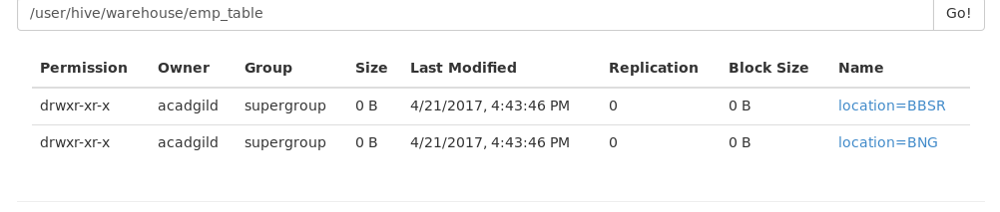 /user/hive/warehouse/emp_table Go!
Permission Owner Group Size Last Modified Replication Block Size Name
drwxr-xr-x acadgild supergroup 0 B 4/21/2017, 4:43:46 PM 0 0 B location=BBSR
drwxr-xr-x acadgild supergroup 0 B 4/21/2017, 4:43:46 PM 0 0 B location=BNG